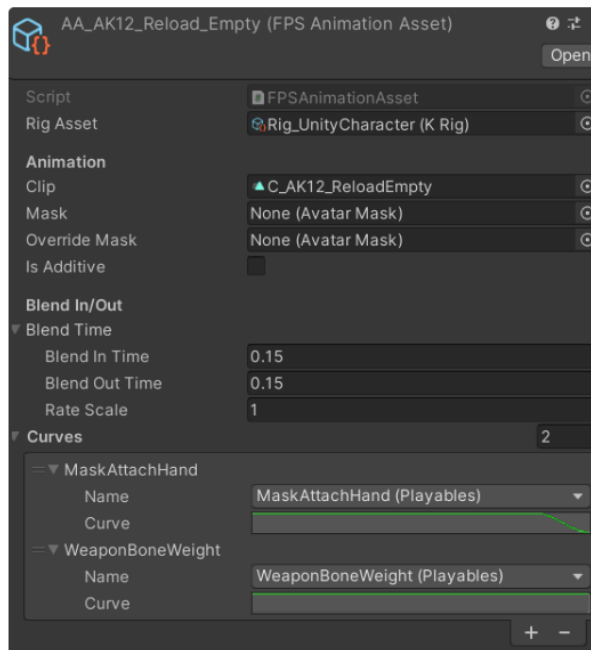 AA_AK12_Reload_Empty (FPS Animation Asset)
Open
Script FPSAnimationAsset
Rig Asset Rig_UnityCharacter (K Rig)
Animation
Clip C_AK12_ReloadEmpty
Mask None (Avatar Mask)
Override Mask None (Avatar Mask)
Is Additive
Blend In/Out
Blend Time
Blend In Time 0.15
Blend Out Time 0.15
Rate Scale 1
Curves 2
MaskAttachHand
Name MaskAttachHand (Playables)
Curve
WeaponBoneWeight
Name WeaponBoneWeight (Playables)
Curve
+ −